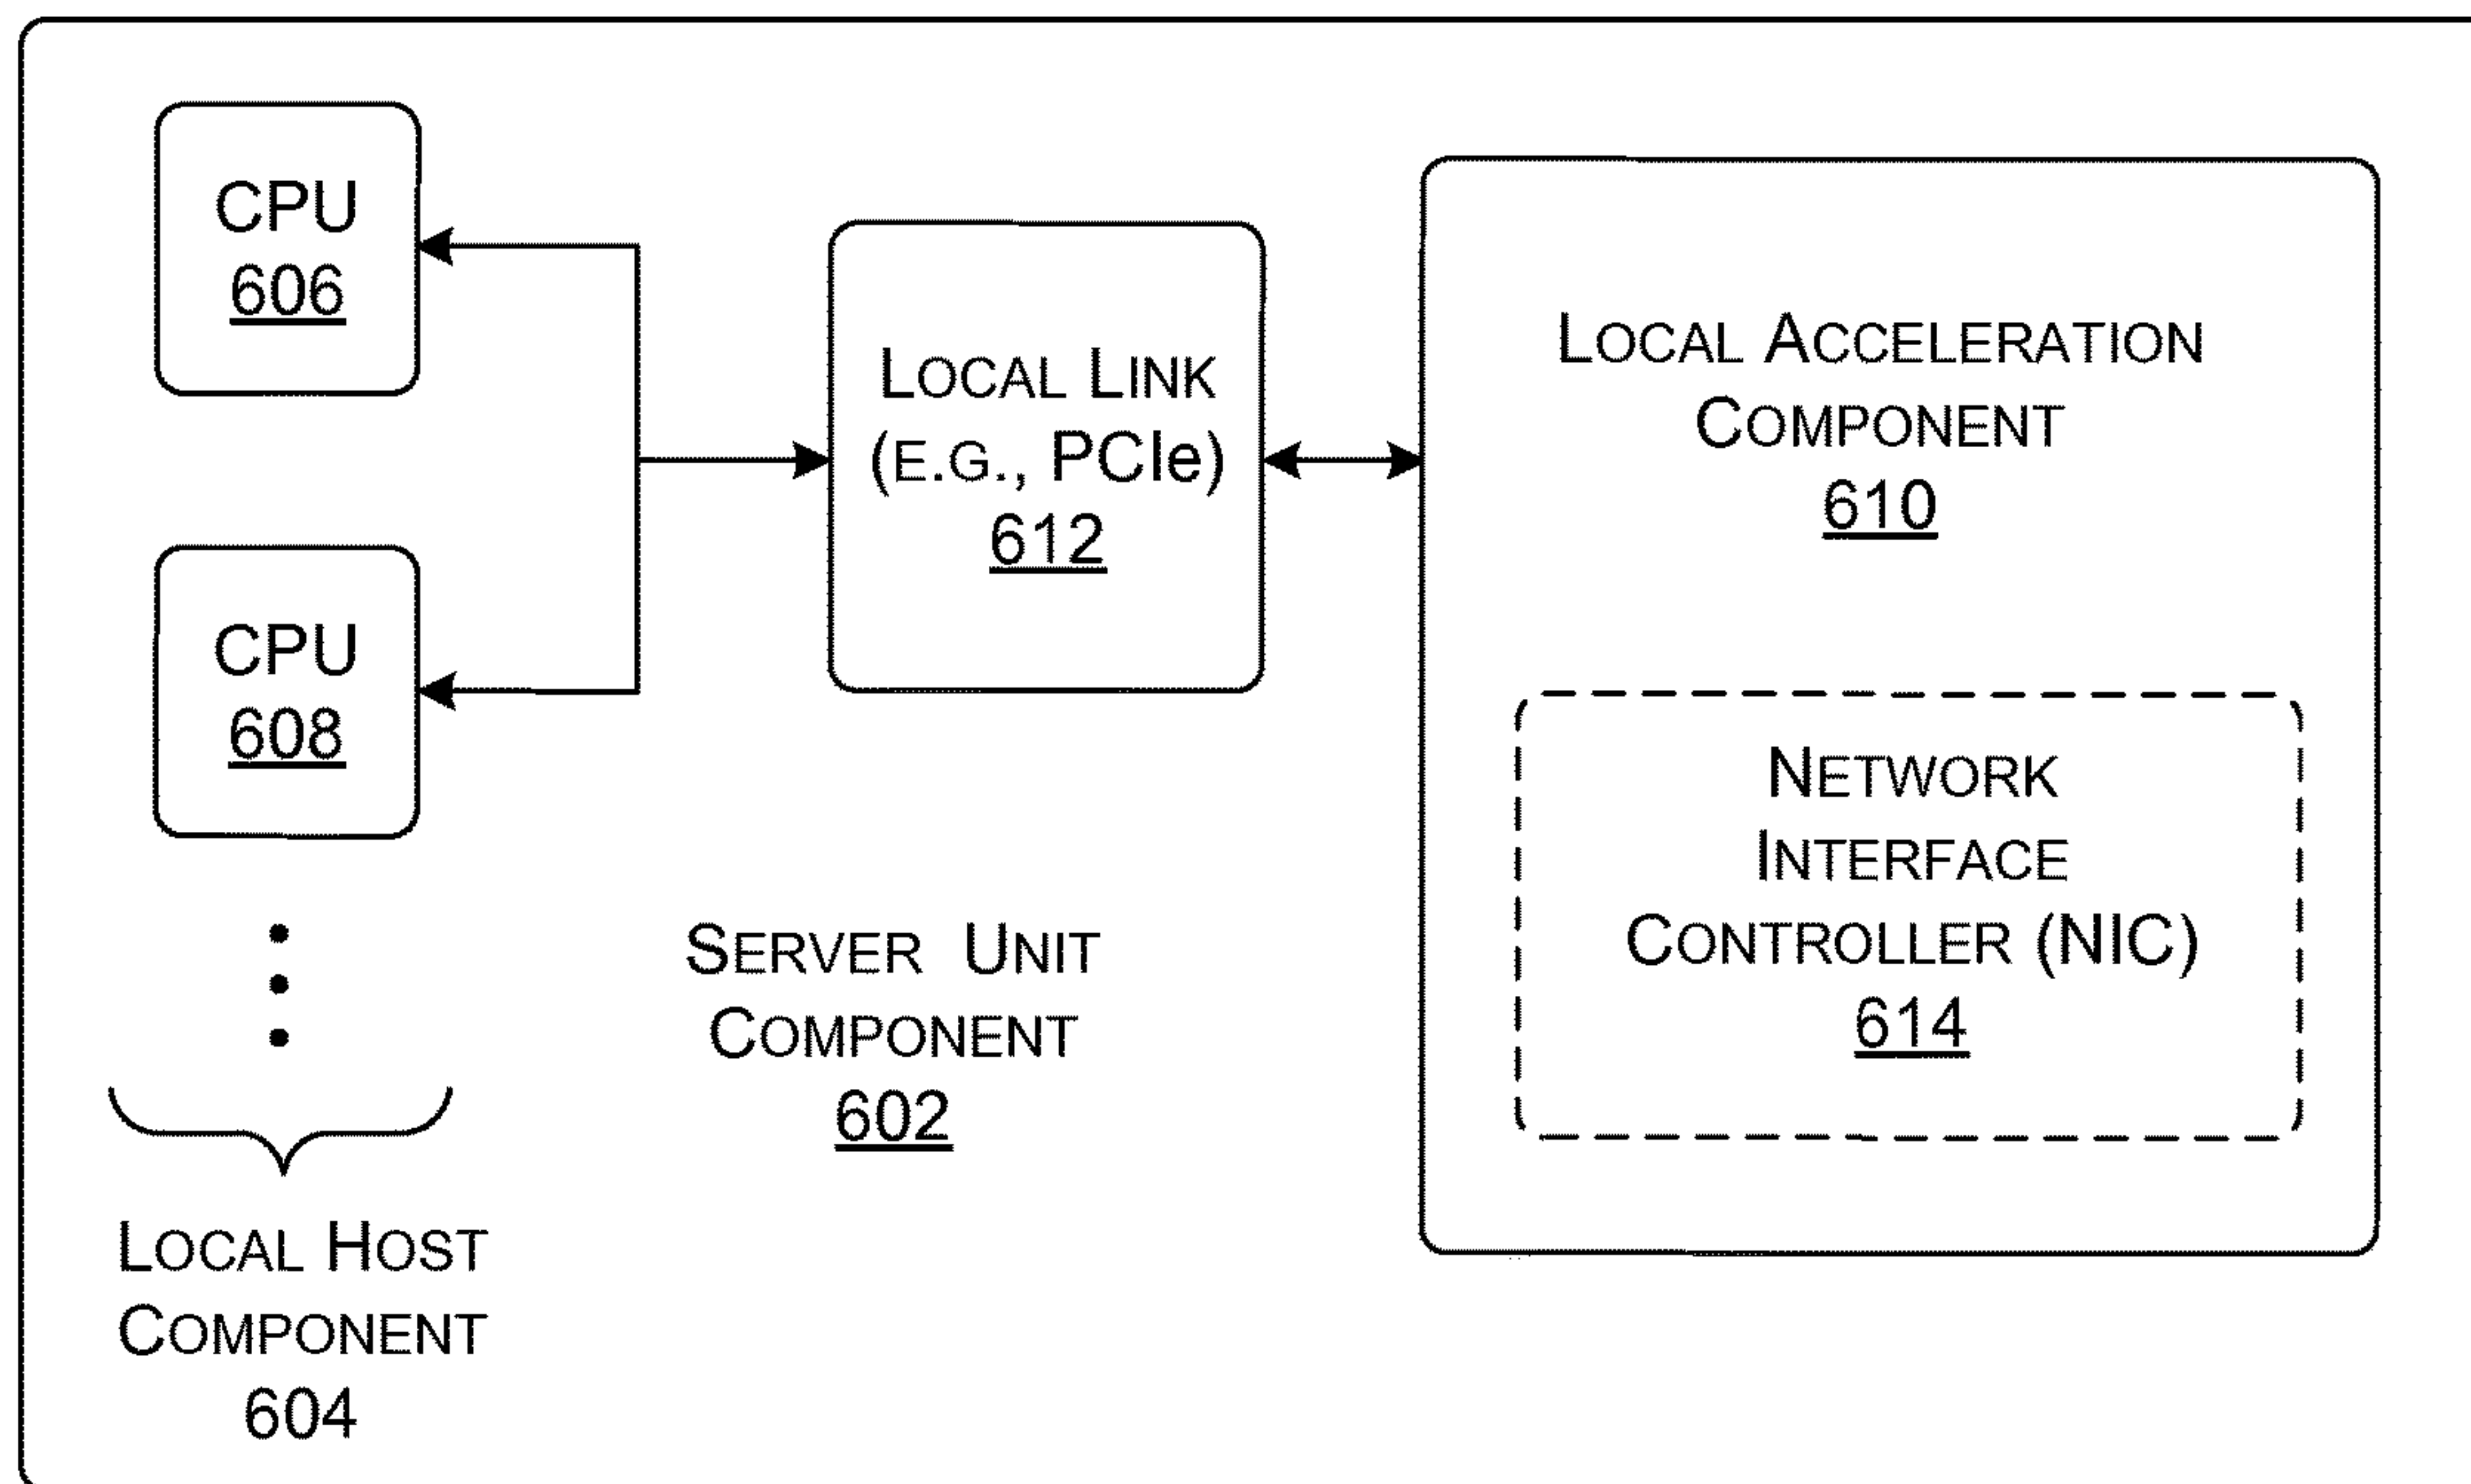 CPU
606
CPU
608
LOCAL HOST
COMPONENT
604
LOCAL LINK
(E.G., PCIe)
612
SERVER UNIT
COMPONENT
602
LOCAL ACCELERATION
COMPONENT
610
NETWORK
INTERFACE
CONTROLLER (NIC)
614